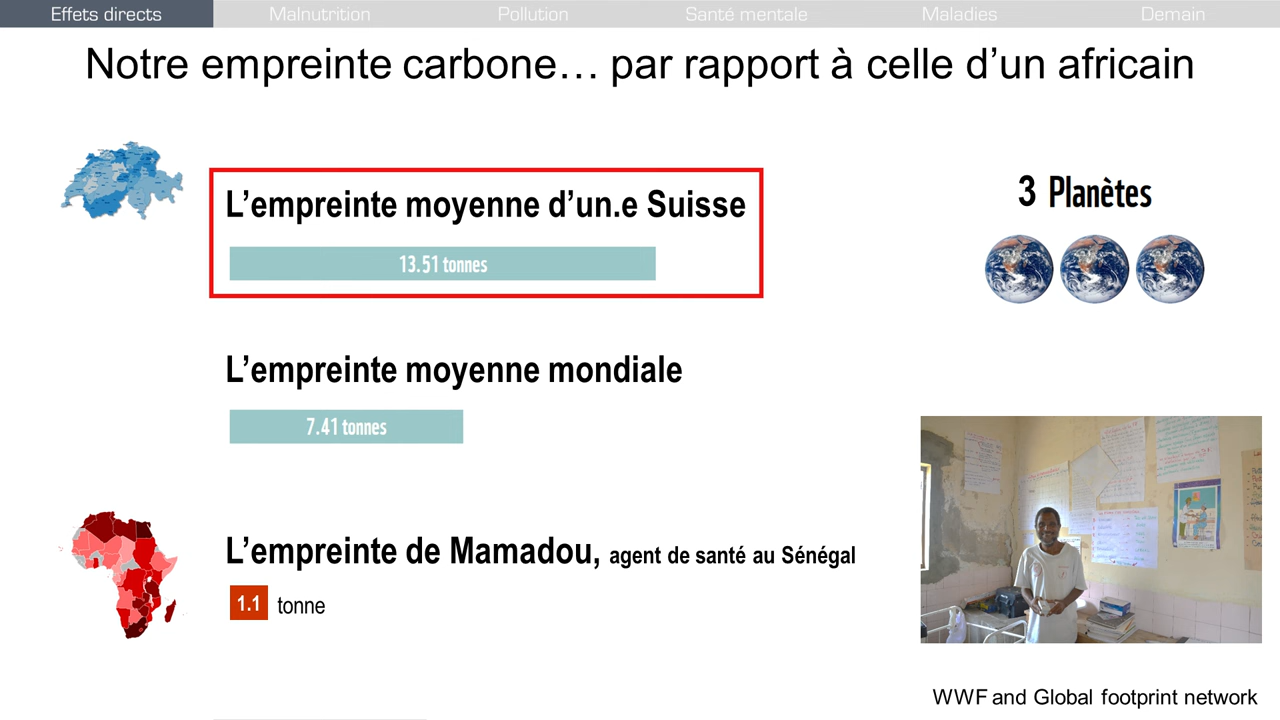 Effets directs
Malnutrition
Pollution
Santé mentale
Maladies
Demain
Notre empreinte carbone… par rapport à celle d’un africain
L’empreinte moyenne d’un.e Suisse
13.51 tonnes
3 Planètes
L’empreinte moyenne mondiale
7.41 tonnes
L’empreinte de Mamadou, agent de santé au Sénégal
1.1 tonne
WWF and Global footprint network